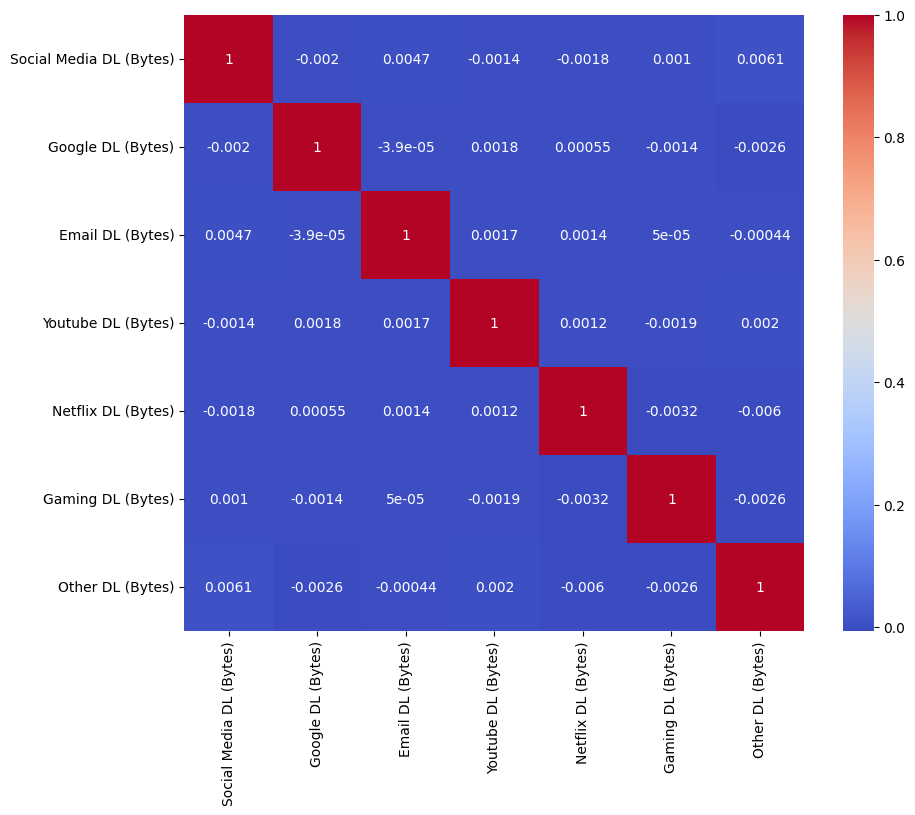 Social Media DL (Bytes) 1 -0.002 0.0047 -0.0014 -0.0018 0.001 0.0061
Google DL (Bytes) -0.002 1 -3.9e-05 0.0018 0.00055 -0.0014 -0.0026
Email DL (Bytes) 0.0047 -3.9e-05 1 0.0017 0.0014 5e-05 -0.00044
Youtube DL (Bytes) -0.0014 0.0018 0.0017 1 0.0012 -0.0019 0.002
Netflix DL (Bytes) -0.0018 0.00055 0.0014 0.0012 1 -0.0032 -0.006
Gaming DL (Bytes) 0.001 -0.0014 5e-05 -0.0019 -0.0032 1 -0.0026
Other DL (Bytes) 0.0061 -0.0026 -0.00044 0.002 -0.006 -0.0026 1
Social Media DL (Bytes)
Google DL (Bytes)
Email DL (Bytes)
Youtube DL (Bytes)
Netflix DL (Bytes)
Gaming DL (Bytes)
Other DL (Bytes)
1.0
0.8
0.6
0.4
0.2
0.0